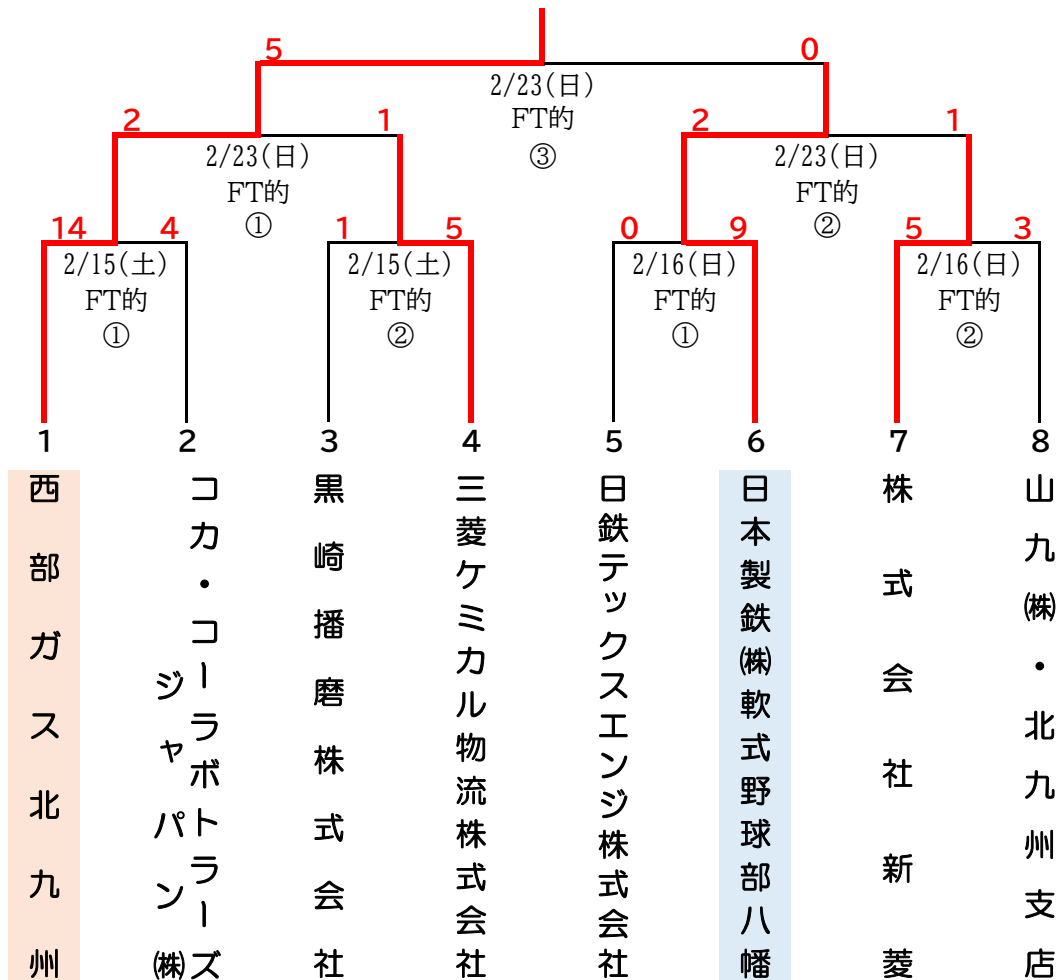 5 0
2/23(日)
FT的
③
2 1
2/23(日)
FT的
①
2 1
2/23(日)
FT的
②
14 4
2/15(土)
FT的
①
1 5
2/15(土)
FT的
②
0 9
2/16(日)
FT的
①
5 3
2/16(日)
FT的
②
1
2
3
4
5
6
7
8
西部ガス北九州
コカ・コーラボトラーズ
ジャパン㈱
黒崎播磨株式会社
三菱ケミカル物流株式会社
日鉄テックスエンジ株式会社
日本製鉄㈱軟式野球部八幡
株式会社新菱
山九㈱・北九州支店